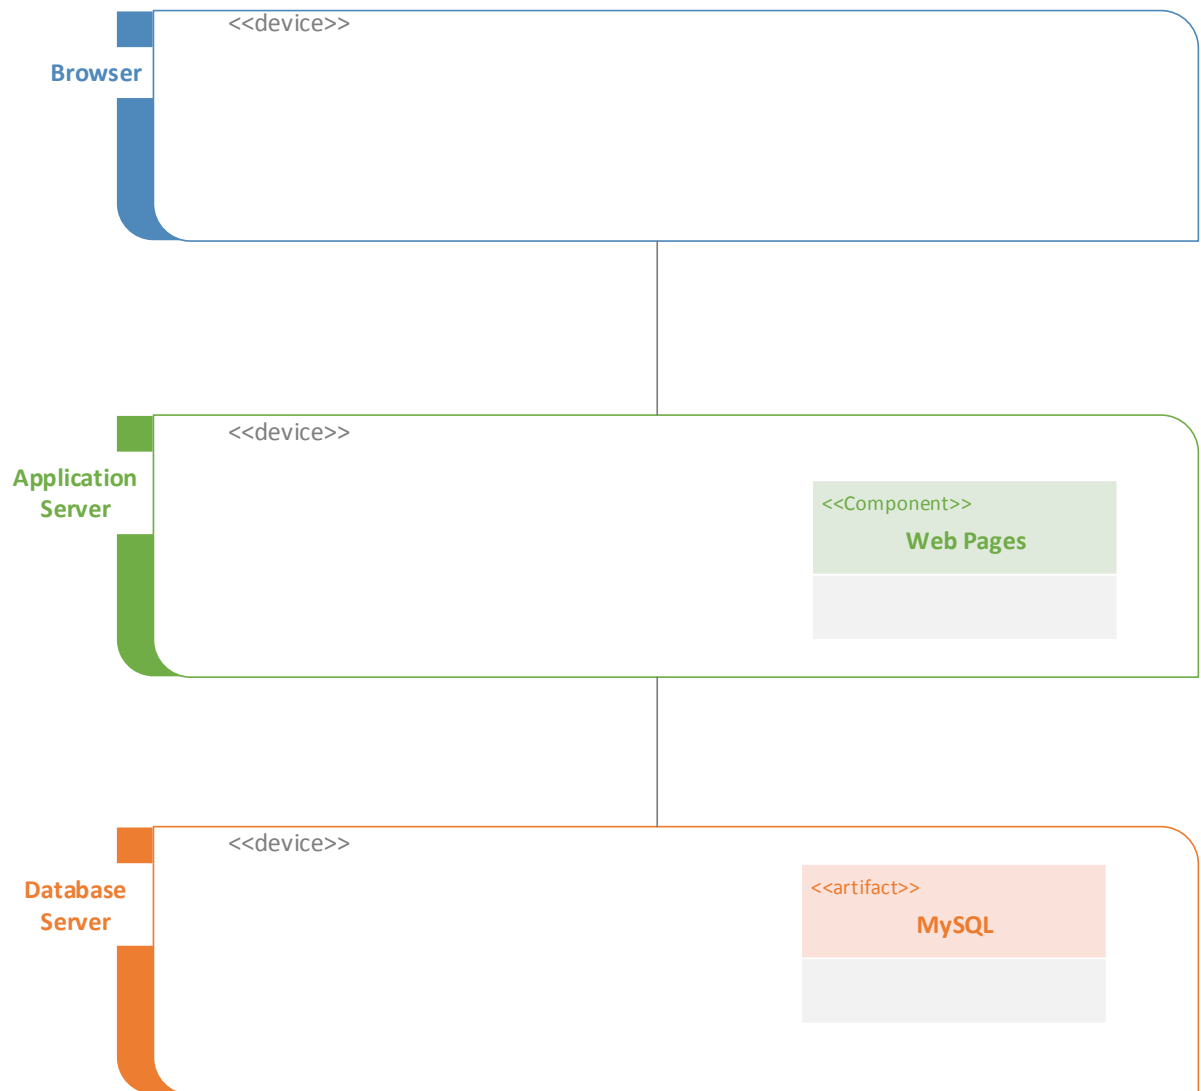 <<device>>
Browser
<<device>>
Application
Server
<<Component>>
Web Pages
<<device>>
Database
Server
<<artifact>>
MySQL